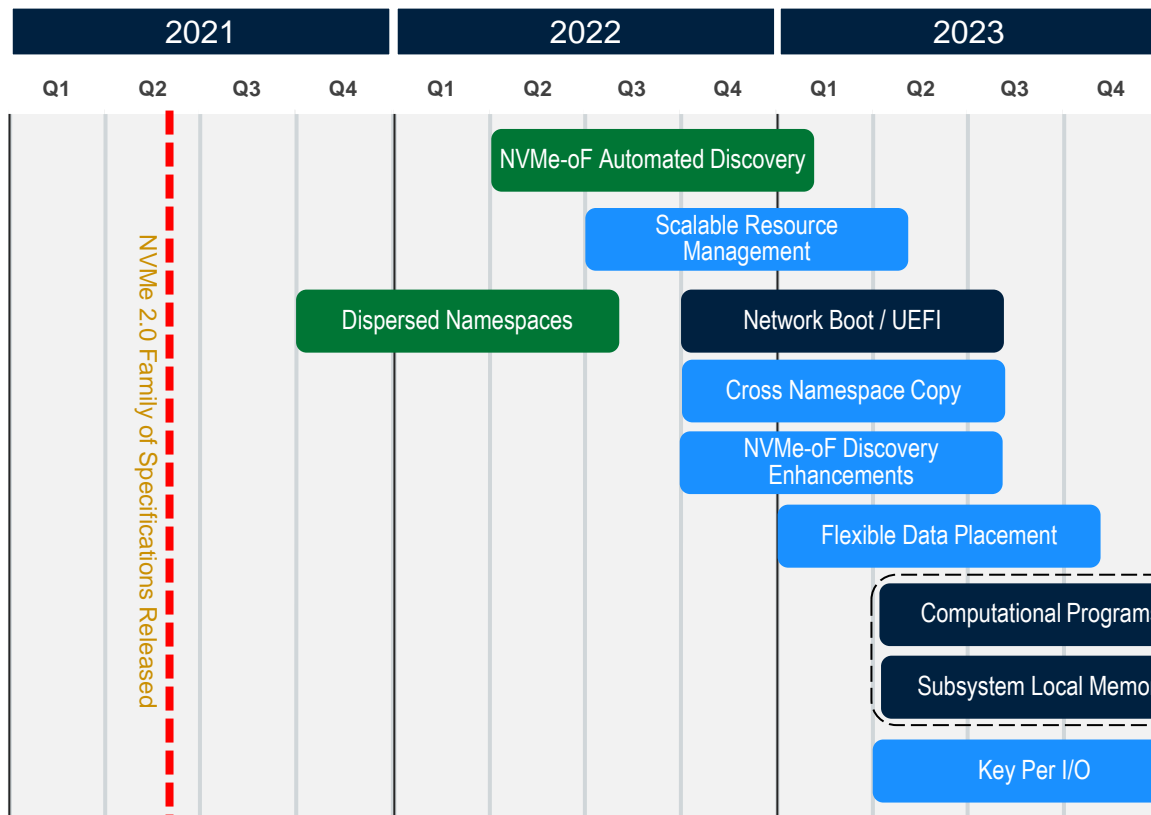 2021 2022 2023
Q1 Q2 Q3 Q4 Q1 Q2 Q3 Q4 Q1 Q2 Q3 Q4
NVMe 2.0 Family of Specifications Released
NVMe-oF Automated Discovery
Scalable Resource
Management
Dispersed Namespaces
Network Boot / UEFI
Cross Namespace Copy
NVMe-oF Discovery
Enhancements
Flexible Data Placement
Computational Programs
Subsystem Local Memo
Key Per I/O